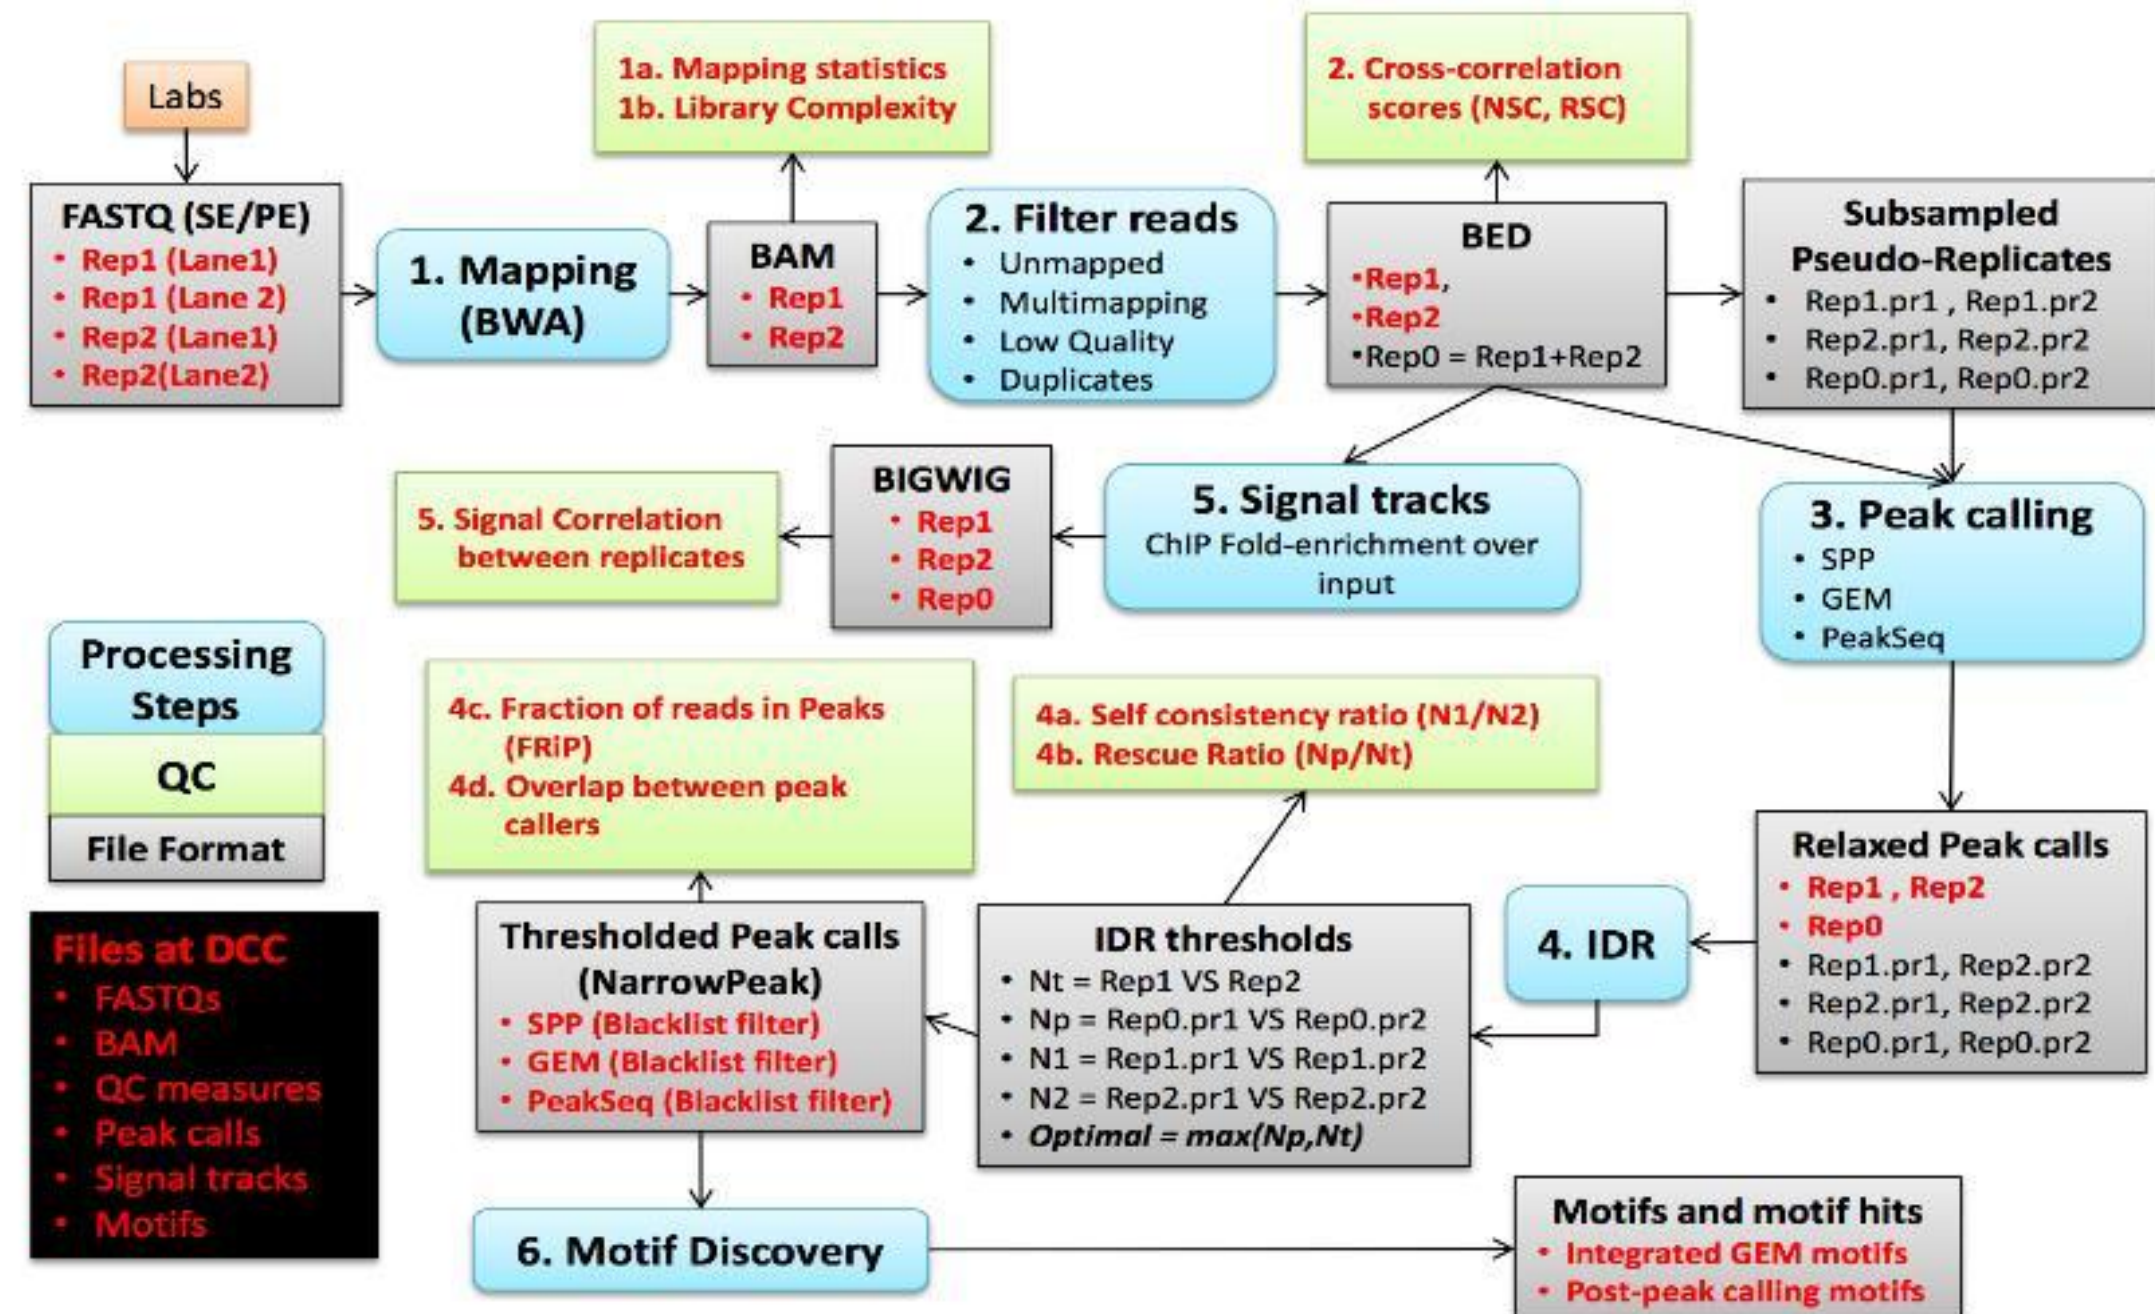 Labs
1a. Mapping statistics
1b. Library Complexity
2. Cross-correlation
scores (NSC, RSC)
FASTQ (SE/PE)
• Rep1 (Lane1)
• Rep1 (Lane 2)
• Rep2 (Lane1)
• Rep2(Lane2)
1. Mapping
(BWA)
BAM
• Rep1
• Rep2
2. Filter reads
• Unmapped
• Multimapping
• Low Quality
• Duplicates
BED
•Rep1,
•Rep2
•Rep0 = Rep1+Rep2
Subsampled
Pseudo-Replicates
• Rep1.pr1 , Rep1.pr2
• Rep2.pr1, Rep2.pr2
• Rep0.pr1, Rep0.pr2
5. Signal Correlation
between replicates
BIGWIG
• Rep1
• Rep2
• Rep0
5. Signal tracks
ChIP Fold-enrichment over
input
3. Peak calling
• SPP
• GEM
• PeakSeq
Processing
Steps
QC
File Format
4c. Fraction of reads in Peaks
(FRiP)
4d. Overlap between peak
callers
4a. Self consistency ratio (N1/N2)
4b. Rescue Ratio (Np/Nt)
Relaxed Peak calls
• Rep1 , Rep2
• Rep0
• Rep1.pr1, Rep2.pr2
• Rep2.pr1, Rep2.pr2
• Rep0.pr1, Rep0.pr2
4. IDR
IDR thresholds
• Nt = Rep1 VS Rep2
• Np = Rep0.pr1 VS Rep0.pr2
• N1 = Rep1.pr1 VS Rep1.pr2
• N2 = Rep2.pr1 VS Rep2.pr2
• Optimal = max(Np,Nt)
Thresholded Peak calls
(NarrowPeak)
• SPP (Blacklist filter)
• GEM (Blacklist filter)
• PeakSeq (Blacklist filter)
Files at DCC
• FASTQs
• BAM
• QC measures
• Peak calls
• Signal tracks
• Motifs
6. Motif Discovery
Motifs and motif hits
• Integrated GEM motifs
• Post-peak calling motifs